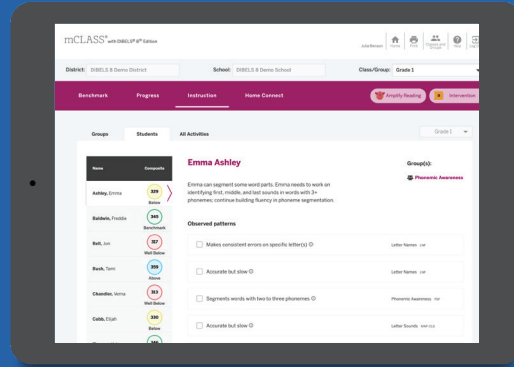 mCLASS® with DIBELS® 8th Edition
Home
Print
Help
District: DIBELS 8 Demo District
School: DIBELS 8 Demo School
Class/Group: Grade 1
Benchmark
Progress
Instruction
Home Connect
Amplify Reading
Intervention
Groups
Students
All Activities
Grade 1
Name
Composite
Ashley, Emma
329
Below
Baldwin, Freddie
345
Benchmark
Bell, Jon
317
Well Below
Bush, Tami
359
Above
Chandler, Verna
313
Well Below
Cobb, Elijah
330
Below
Emma Ashley
Emma can segment some word parts. Emma needs to work on
identifying first, middle, and last sounds in words with 3+
phonemes; continue building fluency in phoneme segmentation.
Group(s):
Phonemic Awareness
Observed patterns
Makes consistent errors on specific letter(s)
Letter Names LNF
Accurate but slow
Letter Names LNF
Segments words with two to three phonemes
Phonemic Awareness PSF
Accurate but slow
Letter Sounds NWF-CLS